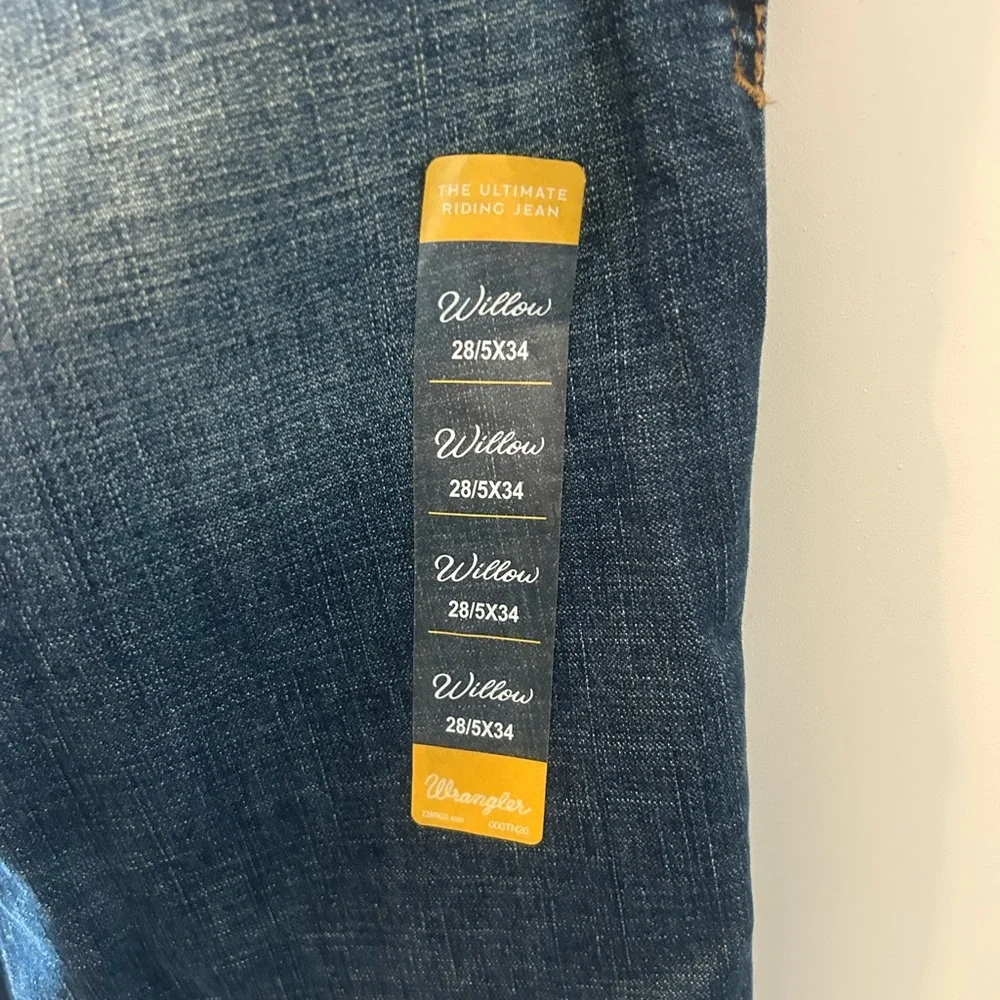 THE ULTIMATE
RIDING JEAN
Willow
28/5X34
Willow
28/5X34
Willow
28/5X34
Willow
28/5X34
Wrangler